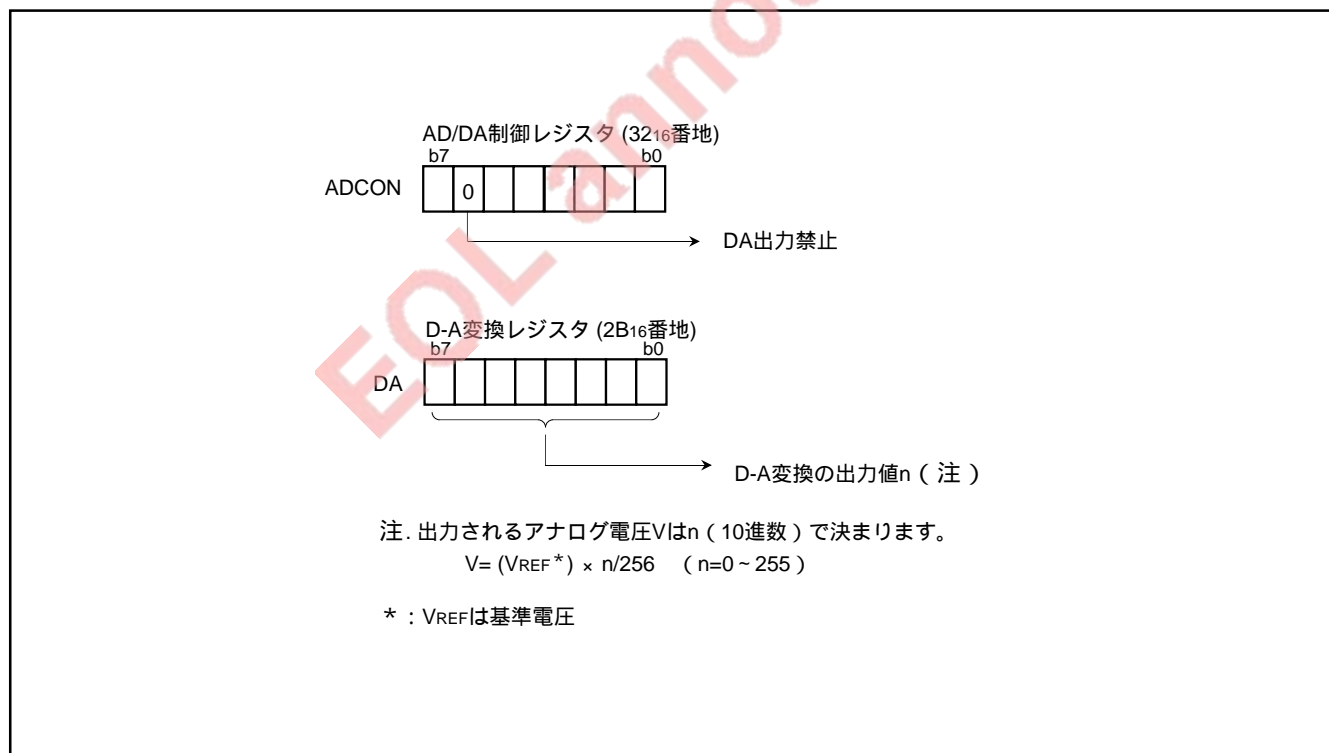 EOL anno
AD/DA制御レジスタ (3216番地)
b7 b0
ADCON 0
DA出力禁止
D-A変換レジスタ (2B16番地)
b7 b0
DA
D-A変換の出力値n（注）
注. 出力されるアナログ電圧Vはn（10進数）で決まります。
V= (VREF*) × n/256 （n=0~255）
*：VREFは基準電圧